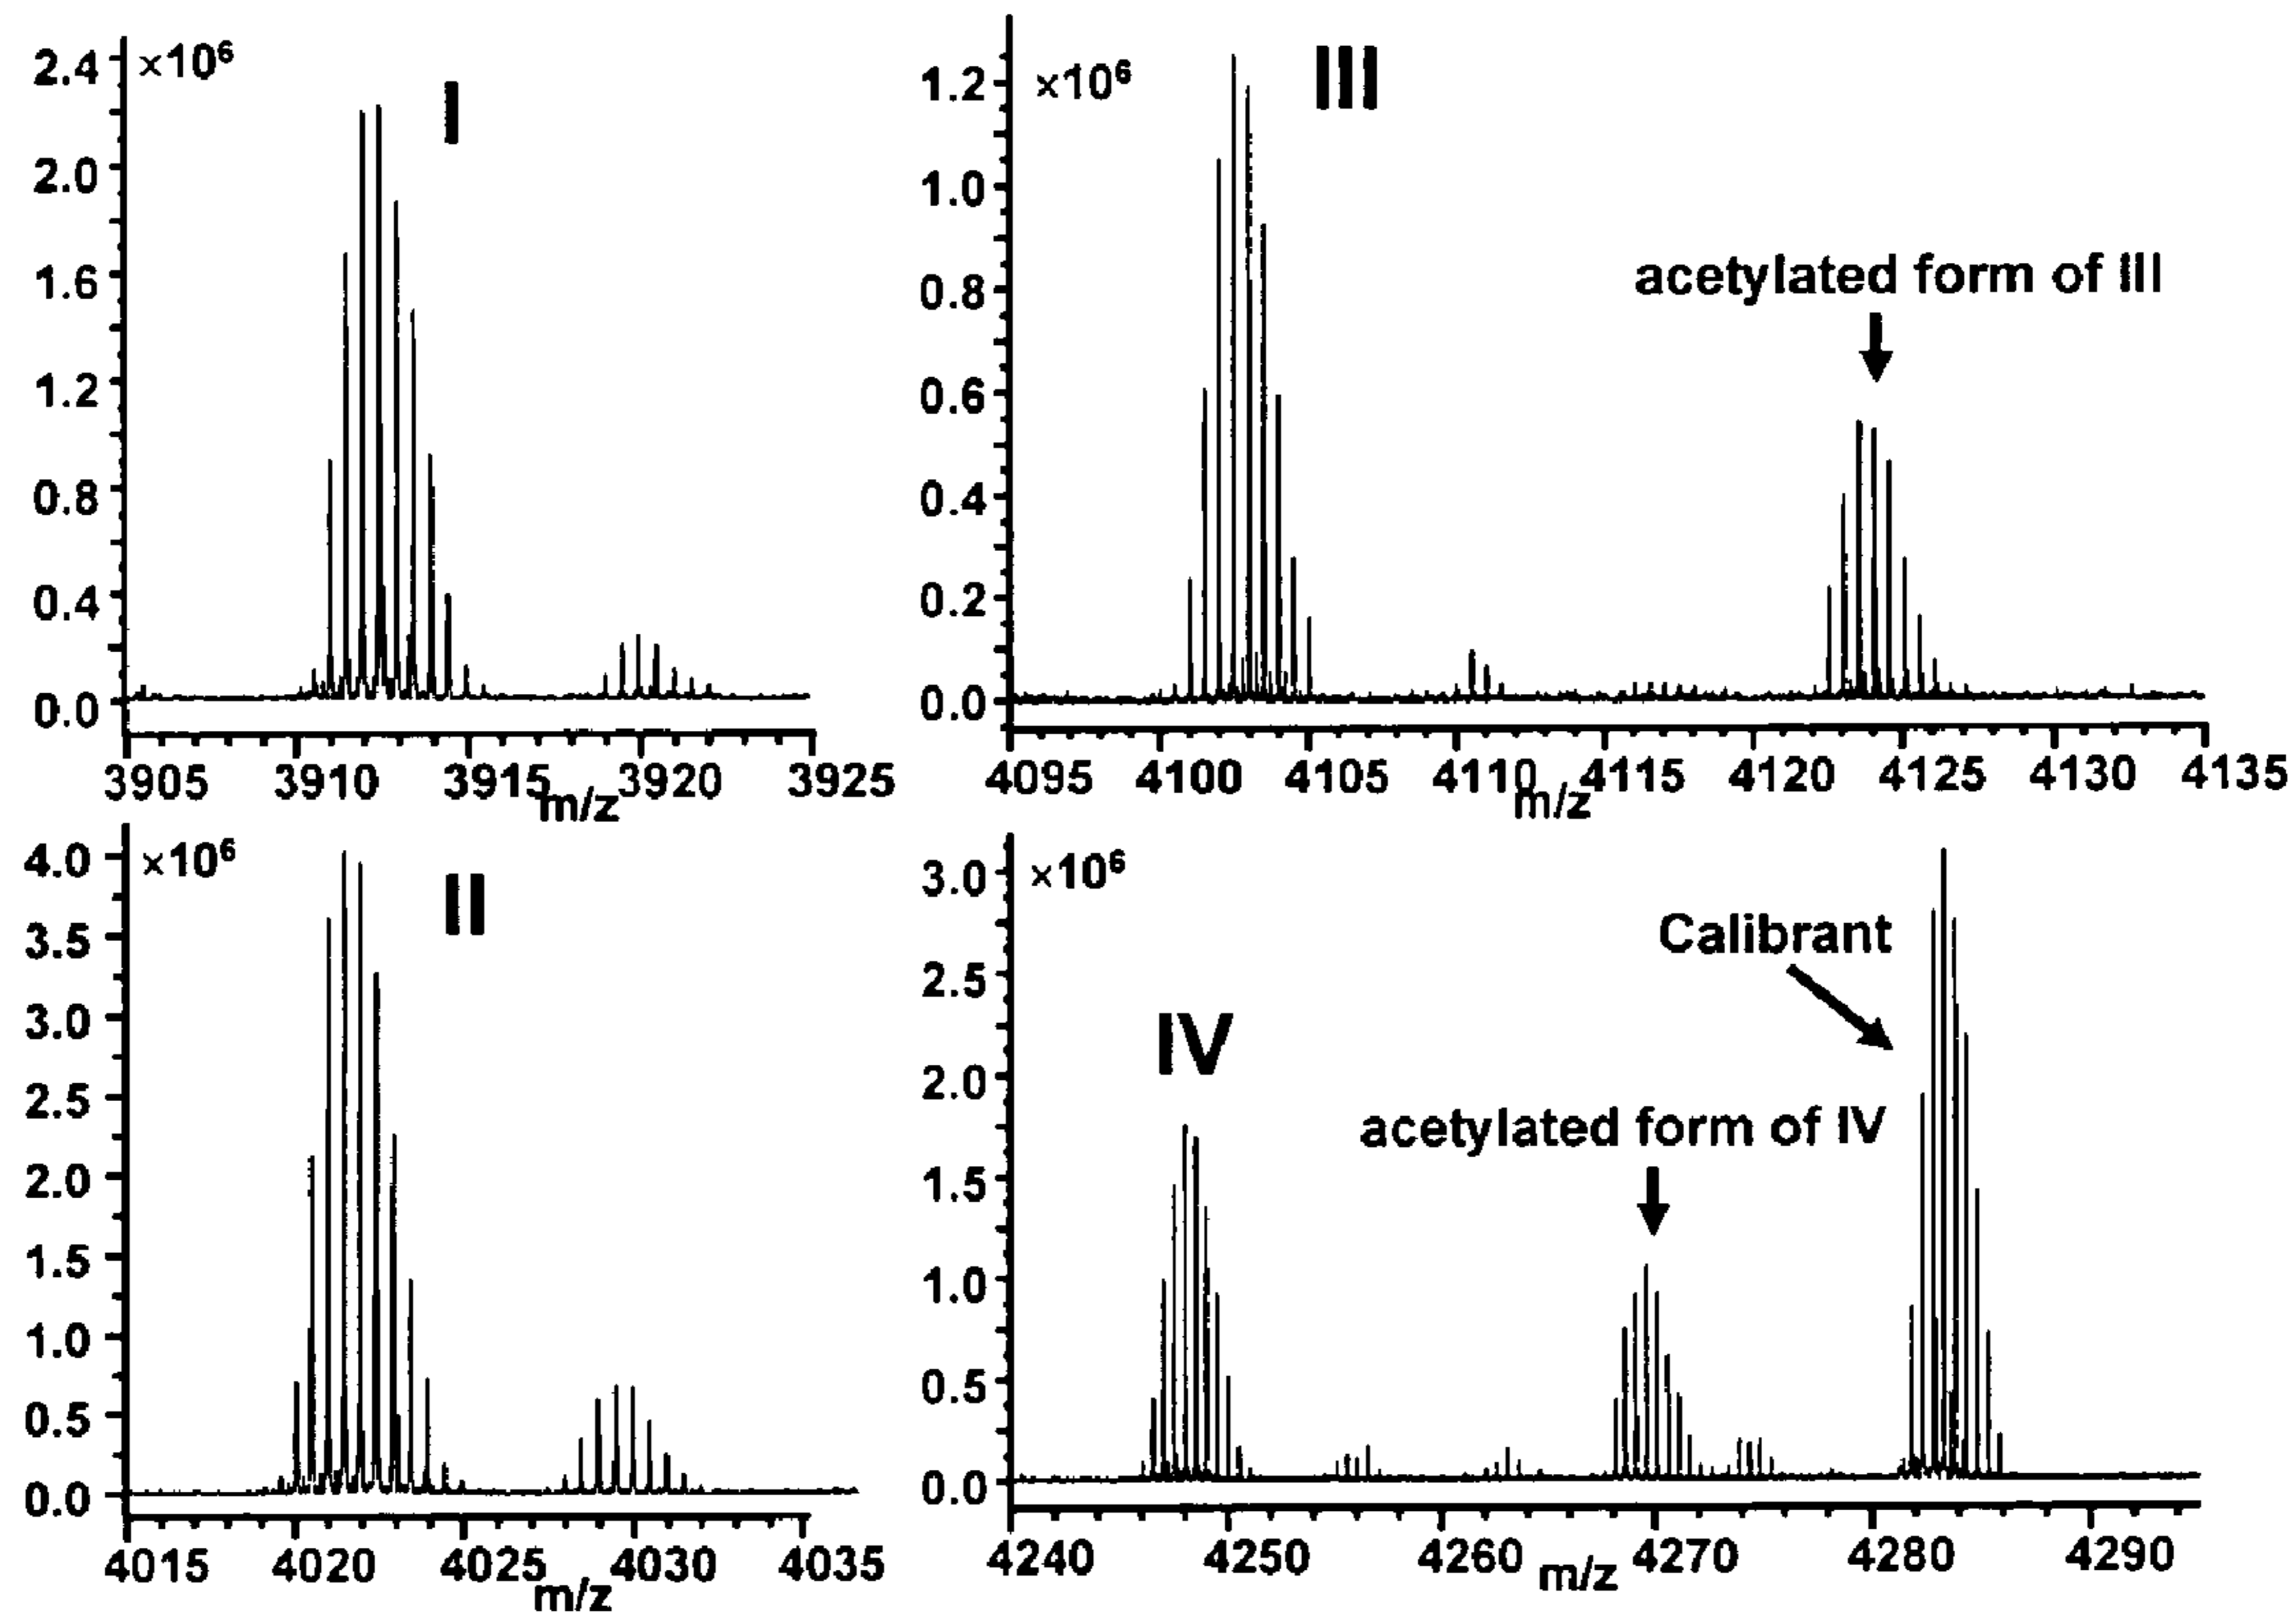 ×10⁶
I
2.4
2.0
1.6
1.2
0.8
0.4
0.0
3905 3910 3915 3920 3925
m/z
×10⁶
III
acetylated form of III
1.2
1.0
0.8
0.6
0.4
0.2
0.0
4095 4100 4105 4110 4115 4120 4125 4130 4135
m/z
×10⁶
II
4.0
3.5
3.0
2.5
2.0
1.5
1.0
0.5
0.0
4015 4020 4025 4030 4035
m/z
×10⁶
Calibrant
IV
acetylated form of IV
3.0
2.5
2.0
1.5
1.0
0.5
0.0
4240 4250 4260 4270 4280 4290
m/z